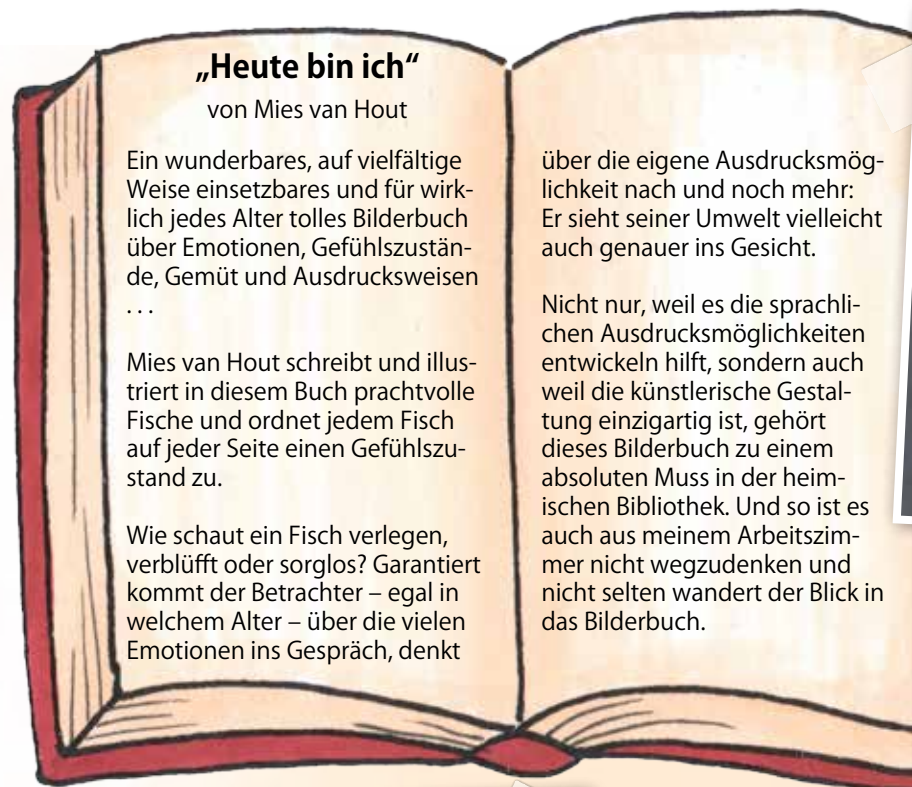 „Heute bin ich“
von Mies van Hout
Ein wunderbares, auf vielfältige
Weise einsetzbares und für wirk-
lich jedes Alter tolles Bilderbuch
über Emotionen, Gefühlszustän-
de, Gemüt und Ausdrucksweisen
. . .
Mies van Hout schreibt und illus-
triert in diesem Buch prachtvolle
Fische und ordnet jedem Fisch
auf jeder Seite einen Gefühlszu-
stand zu.
Wie schaut ein Fisch verlegen,
verblüfft oder sorglos? Garantiert
kommt der Betrachter – egal in
welchem Alter – über die vielen
Emotionen ins Gespräch, denkt
über die eigene Ausdrucksmög-
lichkeit nach und noch mehr:
Er sieht seiner Umwelt vielleicht
auch genauer ins Gesicht.
Nicht nur, weil es die sprachli-
chen Ausdrucksmöglichkeiten
entwickeln hilft, sondern auch
weil die künstlerische Gestal-
tung einzigartig ist, gehört
dieses Bilderbuch zu einem
absoluten Muss in der heim-
ischen Bibliothek. Und so ist es
auch aus meinem Arbeitszim-
mer nicht wegzudenken und
nicht selten wandert der Blick in
das Bilderbuch.